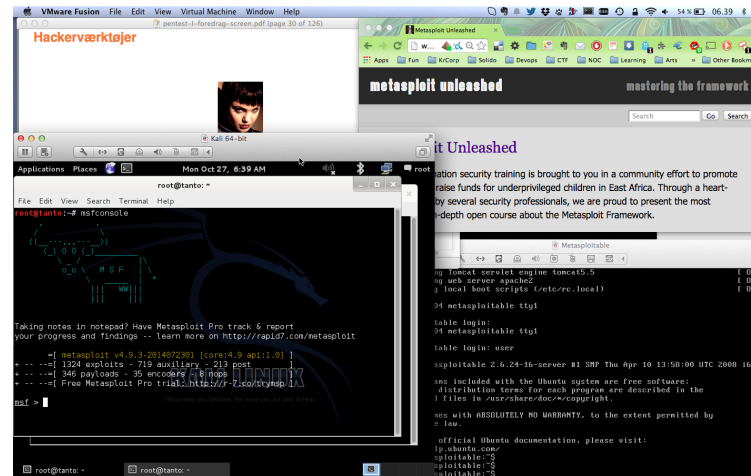 VMware Fusion File Edit View Virtual Machine Window Help 54% 06.39
pentest-I-foredrag-screen.pdf (page 30 of 126)
Hackerværktøjer
Metasploit Unleashed
Apps Fun KrCorp Solido Devops CTF NOC Learning Arts » Other Bookm
metasploit unleashed mastering the framework
Search Go Search
it Unleashed
nation security training is brought to you in a community effort to promote
raise funds for underprivileged children in East Africa. Through a heart-
by several security professionals, we are proud to present the most
n-depth open course about the Metasploit Framework.
Kali 64-bit
Applications Places Mon Oct 27, 6:39 AM root
root@tanto: ~
File Edit View Search Terminal Help
root@tanto:~# msfconsole
M S F
WW
Taking notes in notepad? Have Metasploit Pro track & report
your progress and findings -- learn more on http://rapid7.com/metasploit
=[ metasploit v4.9.3-2014072301 [core:4.9 api:1.0] ]
+ -- --=[ 1324 exploits - 719 auxiliary - 213 post ]
+ -- --=[ 346 payloads - 35 encoders - 8 nops ]
+ -- --=[ Free Metasploit Pro trial: http://r-7.co/trymsp ]
msf >
KALI LINUX
Metasploitable
g Tomcat servlet engine tomcat5.5 [ O
ng web server apache2 [ O
g local boot scripts (/etc/rc.local) [ O
04 metasploitable tty1
table login:
04 metasploitable tty1
table login: user
asploitable 2.6.24-16-server #1 SMP Thu Apr 10 13:58:00 UTC 2008 i6
ams included with the Ubuntu system are free software;
distribution terms for each program are described in the
l files in /usr/share/doc/*/copyright.
mes with ABSOLUTELY NO WARRANTY, to the extent permitted by
e law.
official Ubuntu documentation, please visit:
lp.ubuntu.com/
sploitable:~$
sploitable:~$
sploitable:~$
root@tanto: ~ root@tanto: ~